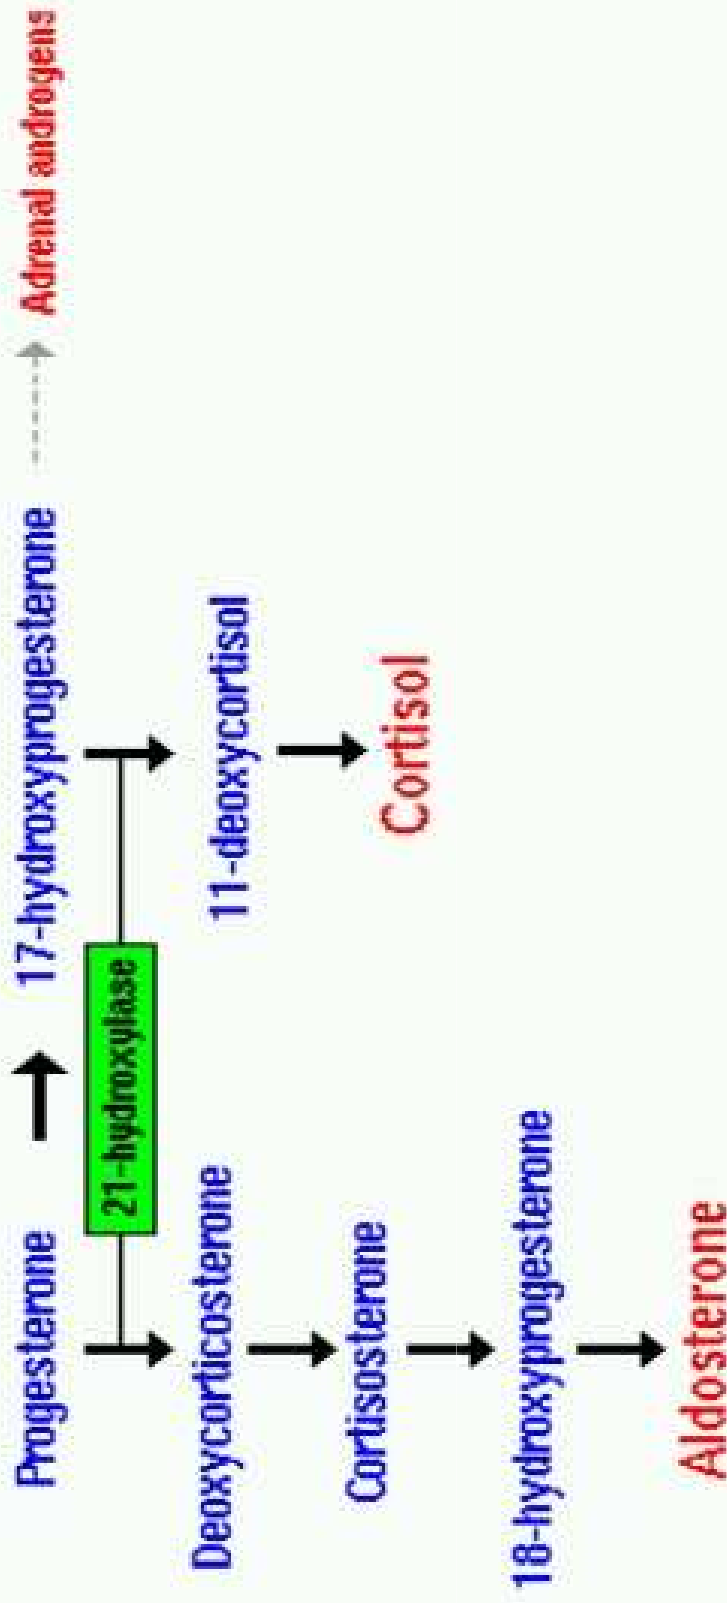 Progesterone
17-hydroxyprogesterone
Adrenal androgens
21-hydroxylase
Deoxycorticosterone
11-deoxycortisol
Cortisosterone
Cortisol
18-hydroxyprogesterone
Aldosterone